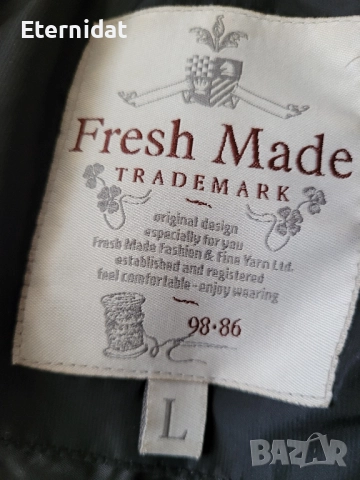 Eternidat
Fresh Made
TRADEMARK
original design
especially for you
Fresh Made Fashion & Fine Yarn Ltd.
established and registered
feel comfortable - enjoy wearing
98·86
L
BAZAR